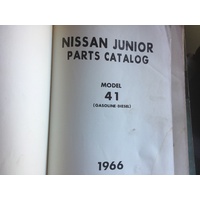 NISSAN JUNIOR
PARTS CATALOG
MODEL
41
(GASOLINE DIESEL)
1966